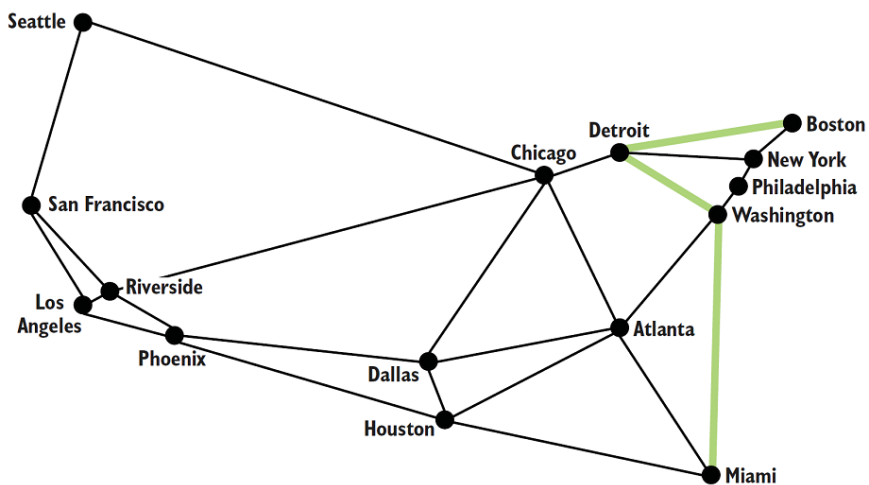 Seattle
Boston
Detroit
Chicago
New York
Philadelphia
San Francisco
Washington
Riverside
Los
Angeles
Atlanta
Phoenix
Dallas
Houston
Miami